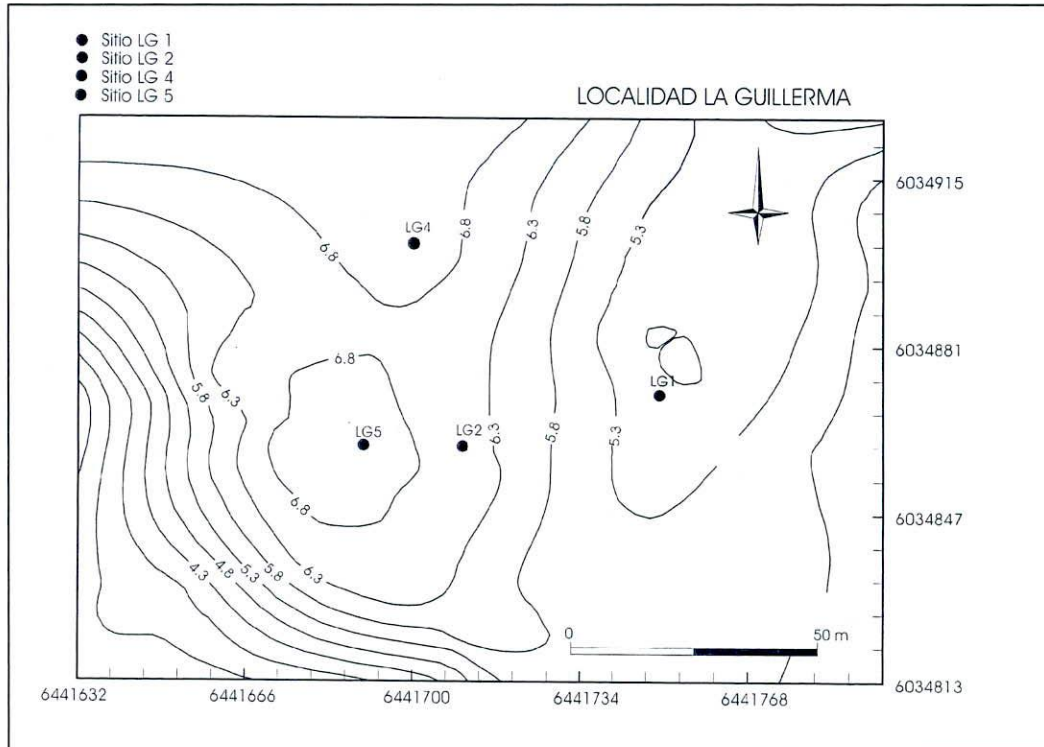 Sitio LG 1
Sitio LG 2
Sitio LG 4
Sitio LG 5
LOCALIDAD LA GUILLERMA
6034915
LG4
6.8
6.8
6.3
5.8
5.3
6034881
6.8
LG1
5.8
6.3
LG5
LG2
6.3
5.8
5.3
6.8
6034847
4.3
4.8
5.3
5.8
6.3
0
50 m
6034813
6441632
6441666
6441700
6441734
6441768